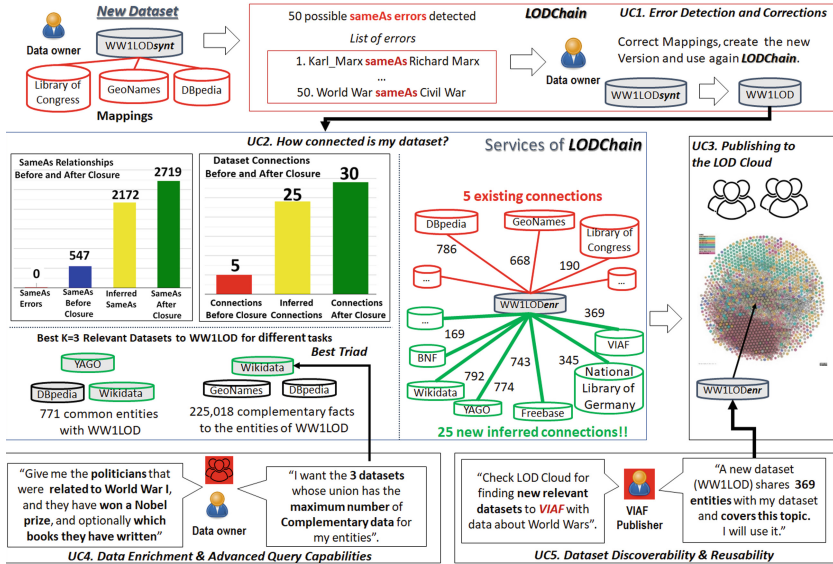 New Dataset
Data owner
WW1LODsynt
Library of
Congress
GeoNames
DBpedia
Mappings
50 possible sameAs errors detected
LODChain
List of errors
1. Karl_Marx sameAs Richard Marx
...
50. World War sameAs Civil War
Data owner
UC1. Error Detection and Corrections
Correct Mappings, create the new
Version and use again LODChain.
WW1LODsynt
WW1LOD
UC2. How connected is my dataset?
SameAs Relationships
Before and After Closure
2719
2172
547
0
SameAs
Errors
SameAs
Before
Closure
Inferred
SameAs
SameAs
After
Closure
Dataset Connections
Before and After Closure
30
25
5
Connections
Before Closure
Inferred
Connections
Connections
After Closure
Best K=3 Relevant Datasets to WW1LOD for different tasks
YAGO
DBpedia
Wikidata
771 common entities
with WW1LOD
Best Triad
Wikidata
GeoNames
DBpedia
225,018 complementary facts
to the entities of WW1LOD
Services of LODChain
5 existing connections
DBpedia
GeoNames
Library of
Congress
786
668
190
...
...
WW1LODenr
...
369
169
VIAF
BNF
743
345
792
774
Wikidata
YAGO
Freebase
National
Library of
Germany
25 new inferred connections!!
UC3. Publishing to
the LOD Cloud
WW1LODenr
"Give me the politicians that
were related to World War I,
and they have won a Nobel
prize, and optionally which
books they have written"
Data owner
"I want the 3 datasets
whose union has the
maximum number of
Complementary data for
my entities".
UC4. Data Enrichment & Advanced Query Capabilities
"Check LOD Cloud for
finding new relevant
datasets to VIAF with
data about World Wars".
VIAF
Publisher
"A new dataset
(WW1LOD) shares 369
entities with my dataset
and covers this topic.
I will use it."
UC5. Dataset Discoverability & Reusability